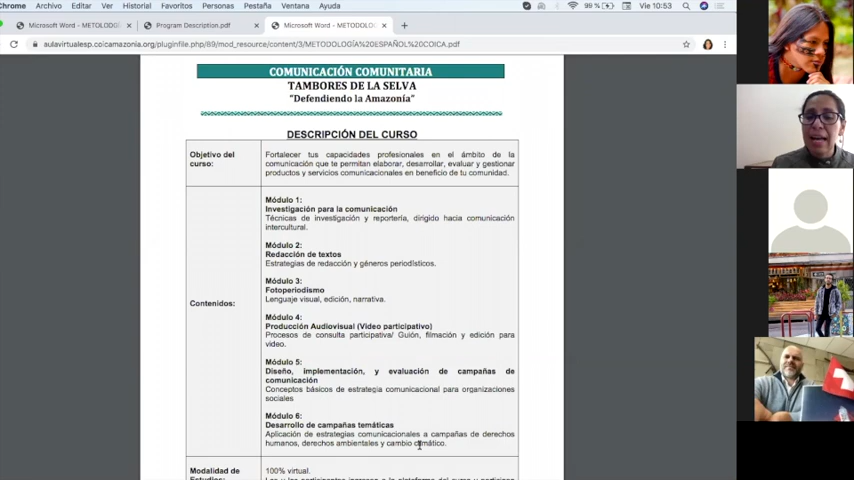 Chrome Archivo Editar Ver Historial Favoritos Personas Pestaña Ventana Ayuda 99 % Vie 10:53
Microsoft Word - METODOLOGÍA × Program Description.pdf × Microsoft Word - METODOLOG × +
aulavirtualesp.coicamazonia.org/pluginfile.php/89/mod_resource/content/3/METODOLOGÍA%20ESPAÑOL%20COICA.pdf
COMUNICACIÓN COMUNITARIA
TAMBORES DE LA SELVA
“Defendiendo la Amazonía”
DESCRIPCIÓN DEL CURSO
Objetivo del curso:
Fortalecer tus capacidades profesionales en el ámbito de la
comunicación que te permitan elaborar, desarrollar, evaluar y gestionar
productos y servicios comunicacionales en beneficio de tu comunidad.
Contenidos:
Módulo 1:
Investigación para la comunicación
Técnicas de investigación y reportería, dirigido hacia comunicación
intercultural.
Módulo 2:
Redacción de textos
Estrategias de redacción y géneros periodísticos.
Módulo 3:
Fotoperiodismo
Lenguaje visual, edición, narrativa.
Módulo 4:
Producción Audiovisual (Video participativo)
Procesos de consulta participativa/ Guión, filmación y edición para
video.
Módulo 5:
Diseño, implementación, y evaluación de campañas de
comunicación
Conceptos básicos de estrategia comunicacional para organizaciones
sociales
Módulo 6:
Desarrollo de campañas temáticas
Aplicación de estrategias comunicacionales a campañas de derechos
humanos, derechos ambientales y cambio climático.
Modalidad de
Estudios:
100% virtual.